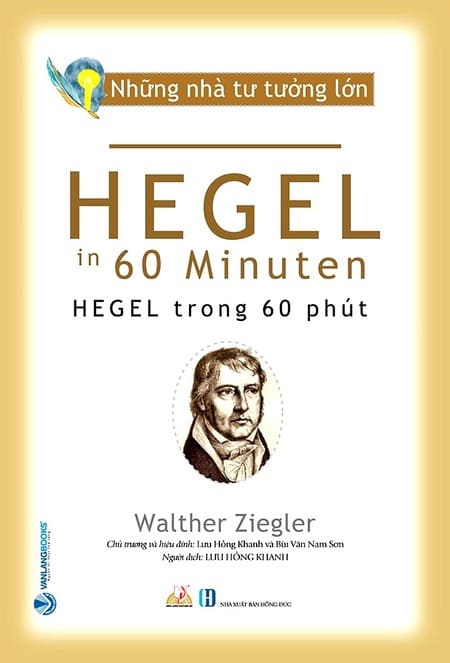 Những nhà tư tưởng lớn
HEGEL
in 60 Minuten
HEGEL trong 60 phút
Walther Ziegler
Chủ trương và hiệu đính: Lưu Hồng Khanh và Bùi Văn Nam Sơn
Người dịch: LƯU HỒNG KHANH
VANLANGBOOKS
NHÀ XUẤT BẢN HỒNG ĐỨC